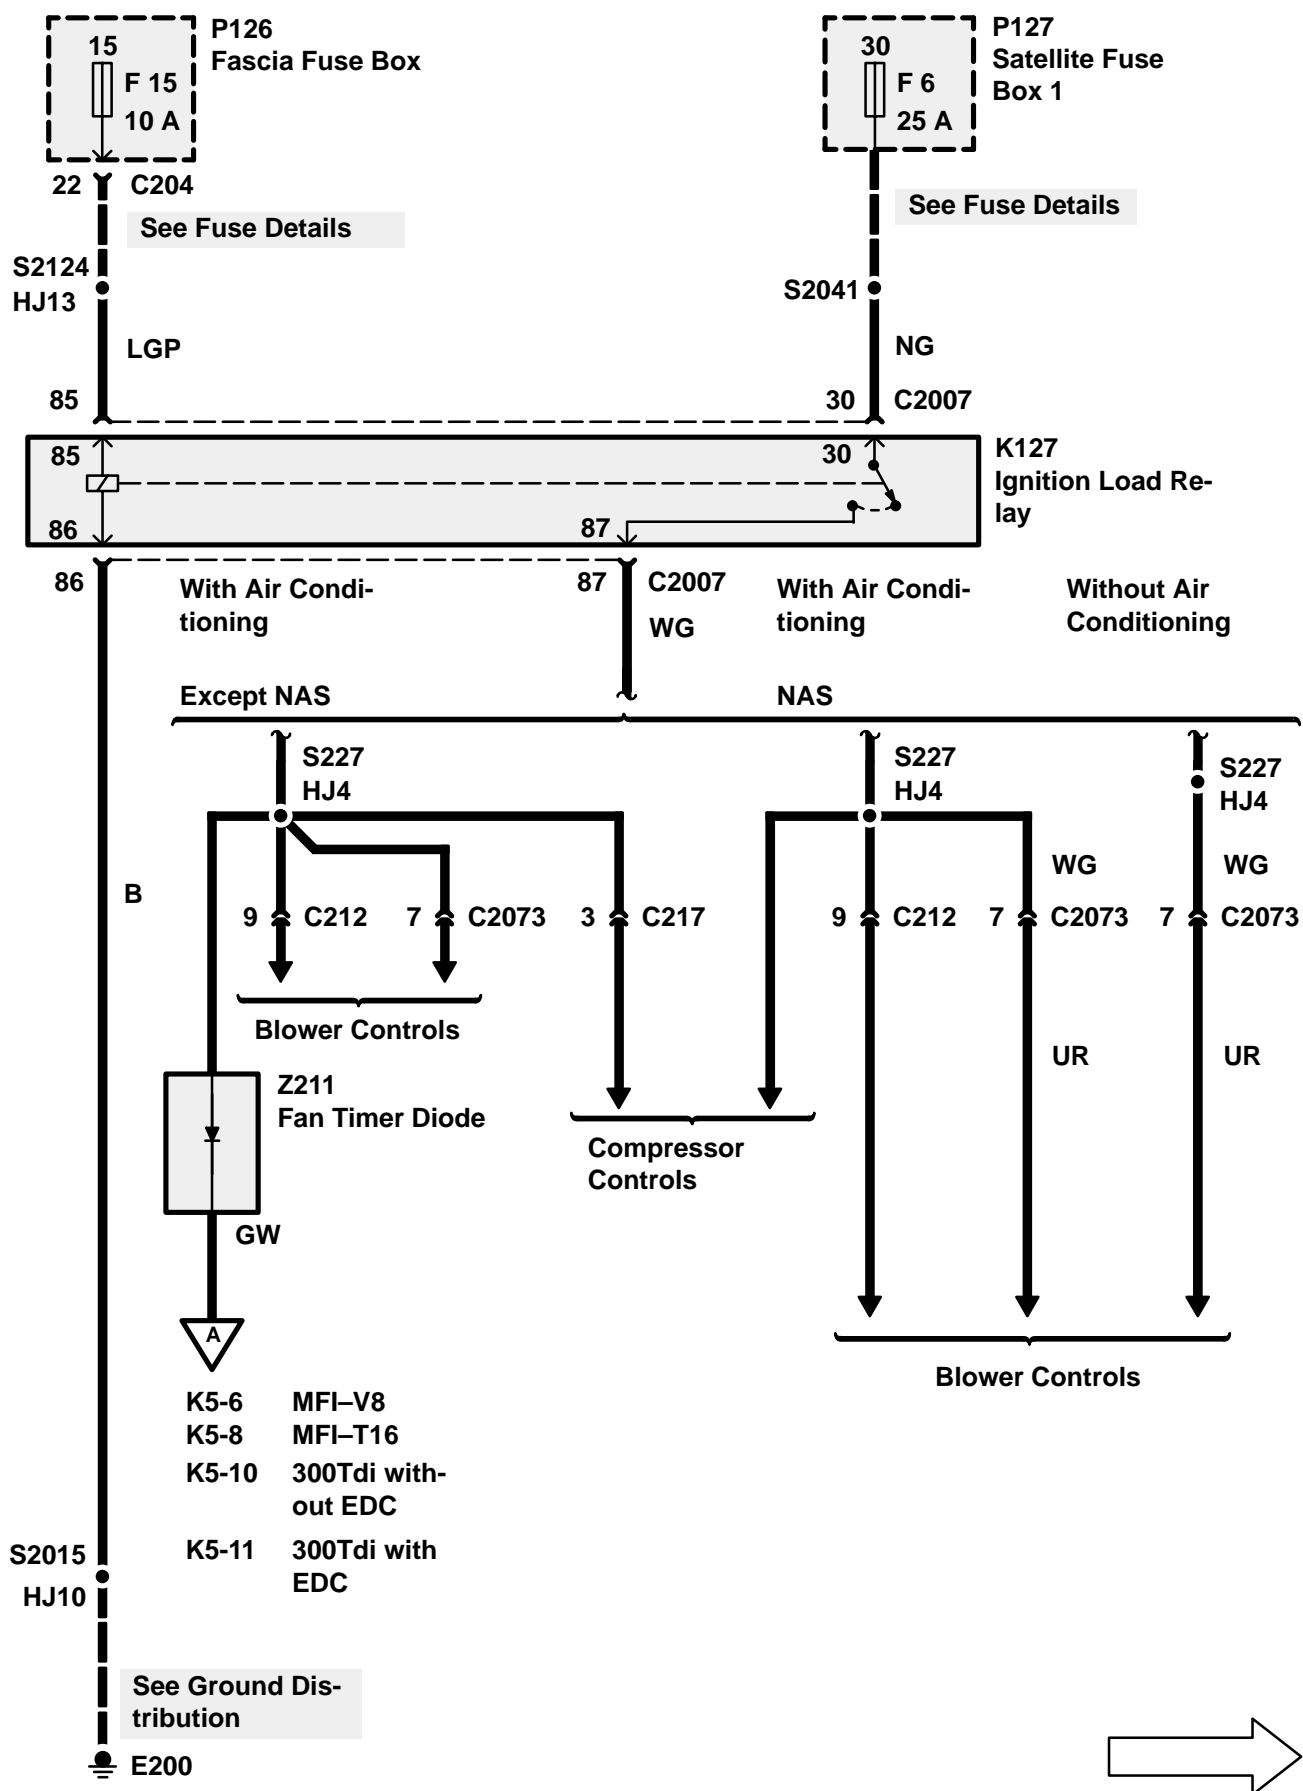 P126
Fascia Fuse Box
15
F 15
10 A
P127
Satellite Fuse
Box 1
30
F 6
25 A
22
C204
See Fuse Details
See Fuse Details
S2124
HJ13
S2041
LGP
NG
85
30
C2007
85
30
K127
Ignition Load Re-
lay
86
87
86
With Air Condi-
tioning
87
C2007
WG
With Air Condi-
tioning
Without Air
Conditioning
Except NAS
NAS
S227
HJ4
S227
HJ4
S227
HJ4
B
WG
WG
9
C212
7
C2073
3
C217
9
C212
7
C2073
7
C2073
Blower Controls
UR
UR
Z211
Fan Timer Diode
Compressor
Controls
GW
A
Blower Controls
K5-6
MFI–V8
K5-8
MFI–T16
K5-10
300Tdi with-
out EDC
K5-11
300Tdi with
EDC
S2015
HJ10
See Ground Dis-
tribution
E200